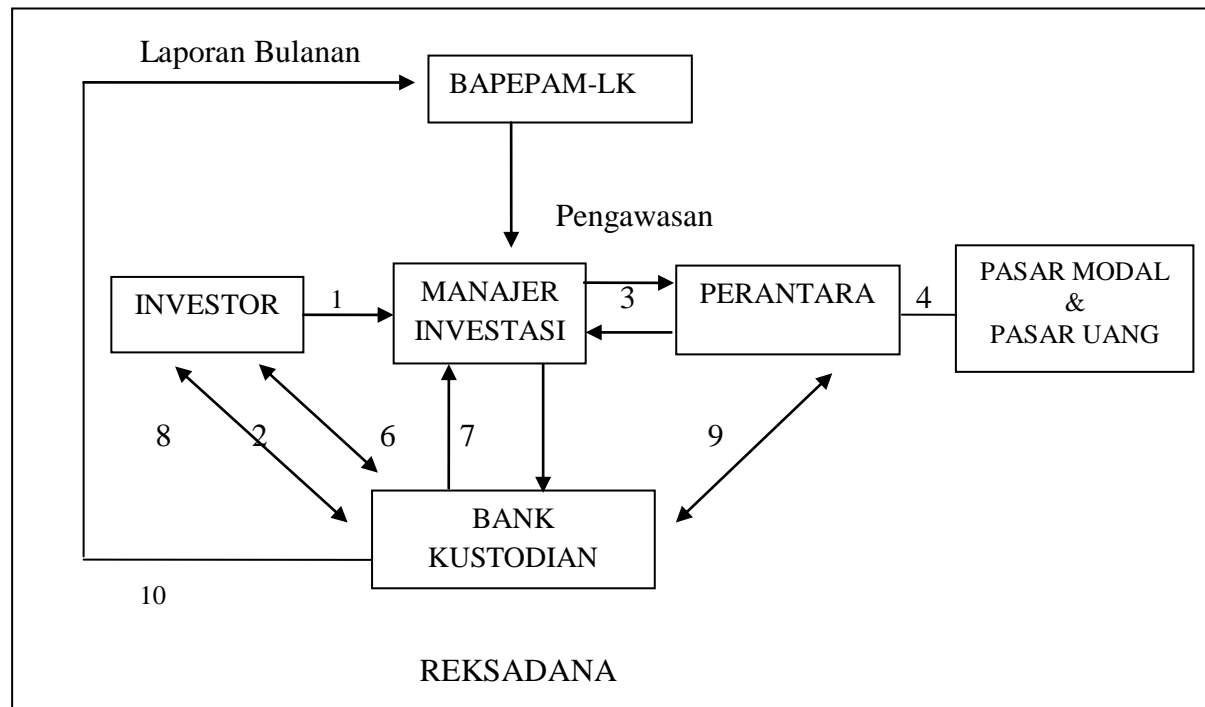 Laporan Bulanan
BAPEPAM-LK
Pengawasan
INVESTOR
1
MANAJER
INVESTASI
3
PERANTARA
4
PASAR MODAL
&
PASAR UANG
8
2
6
7
9
BANK
KUSTODIAN
10
REKSADANA